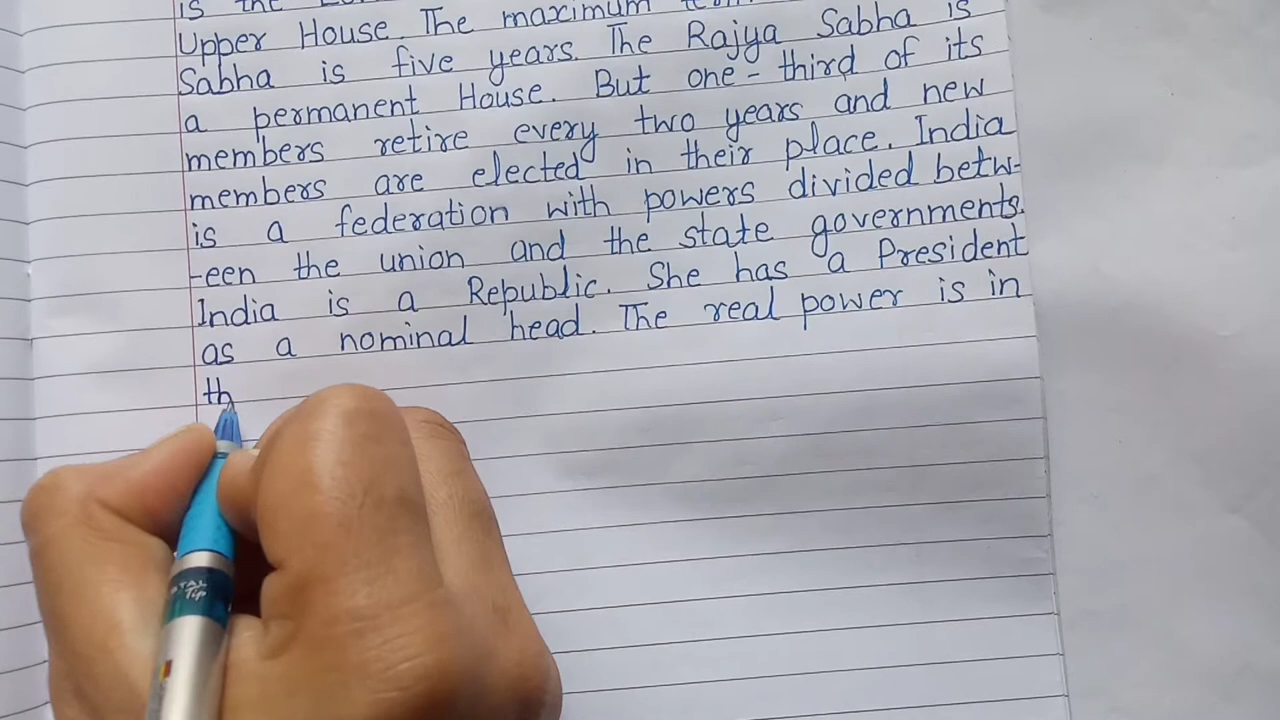 is the
Upper House. The maximum
Sabha is five years. The Rajya Sabha is
a permanent House. But one-third of its
members retire every two years and new
members are elected in their place. India
is a federation with powers divided betw-
-een the union and the state governments.
India is a Republic. She has a President
as a nominal head. The real power is in
th
Tip